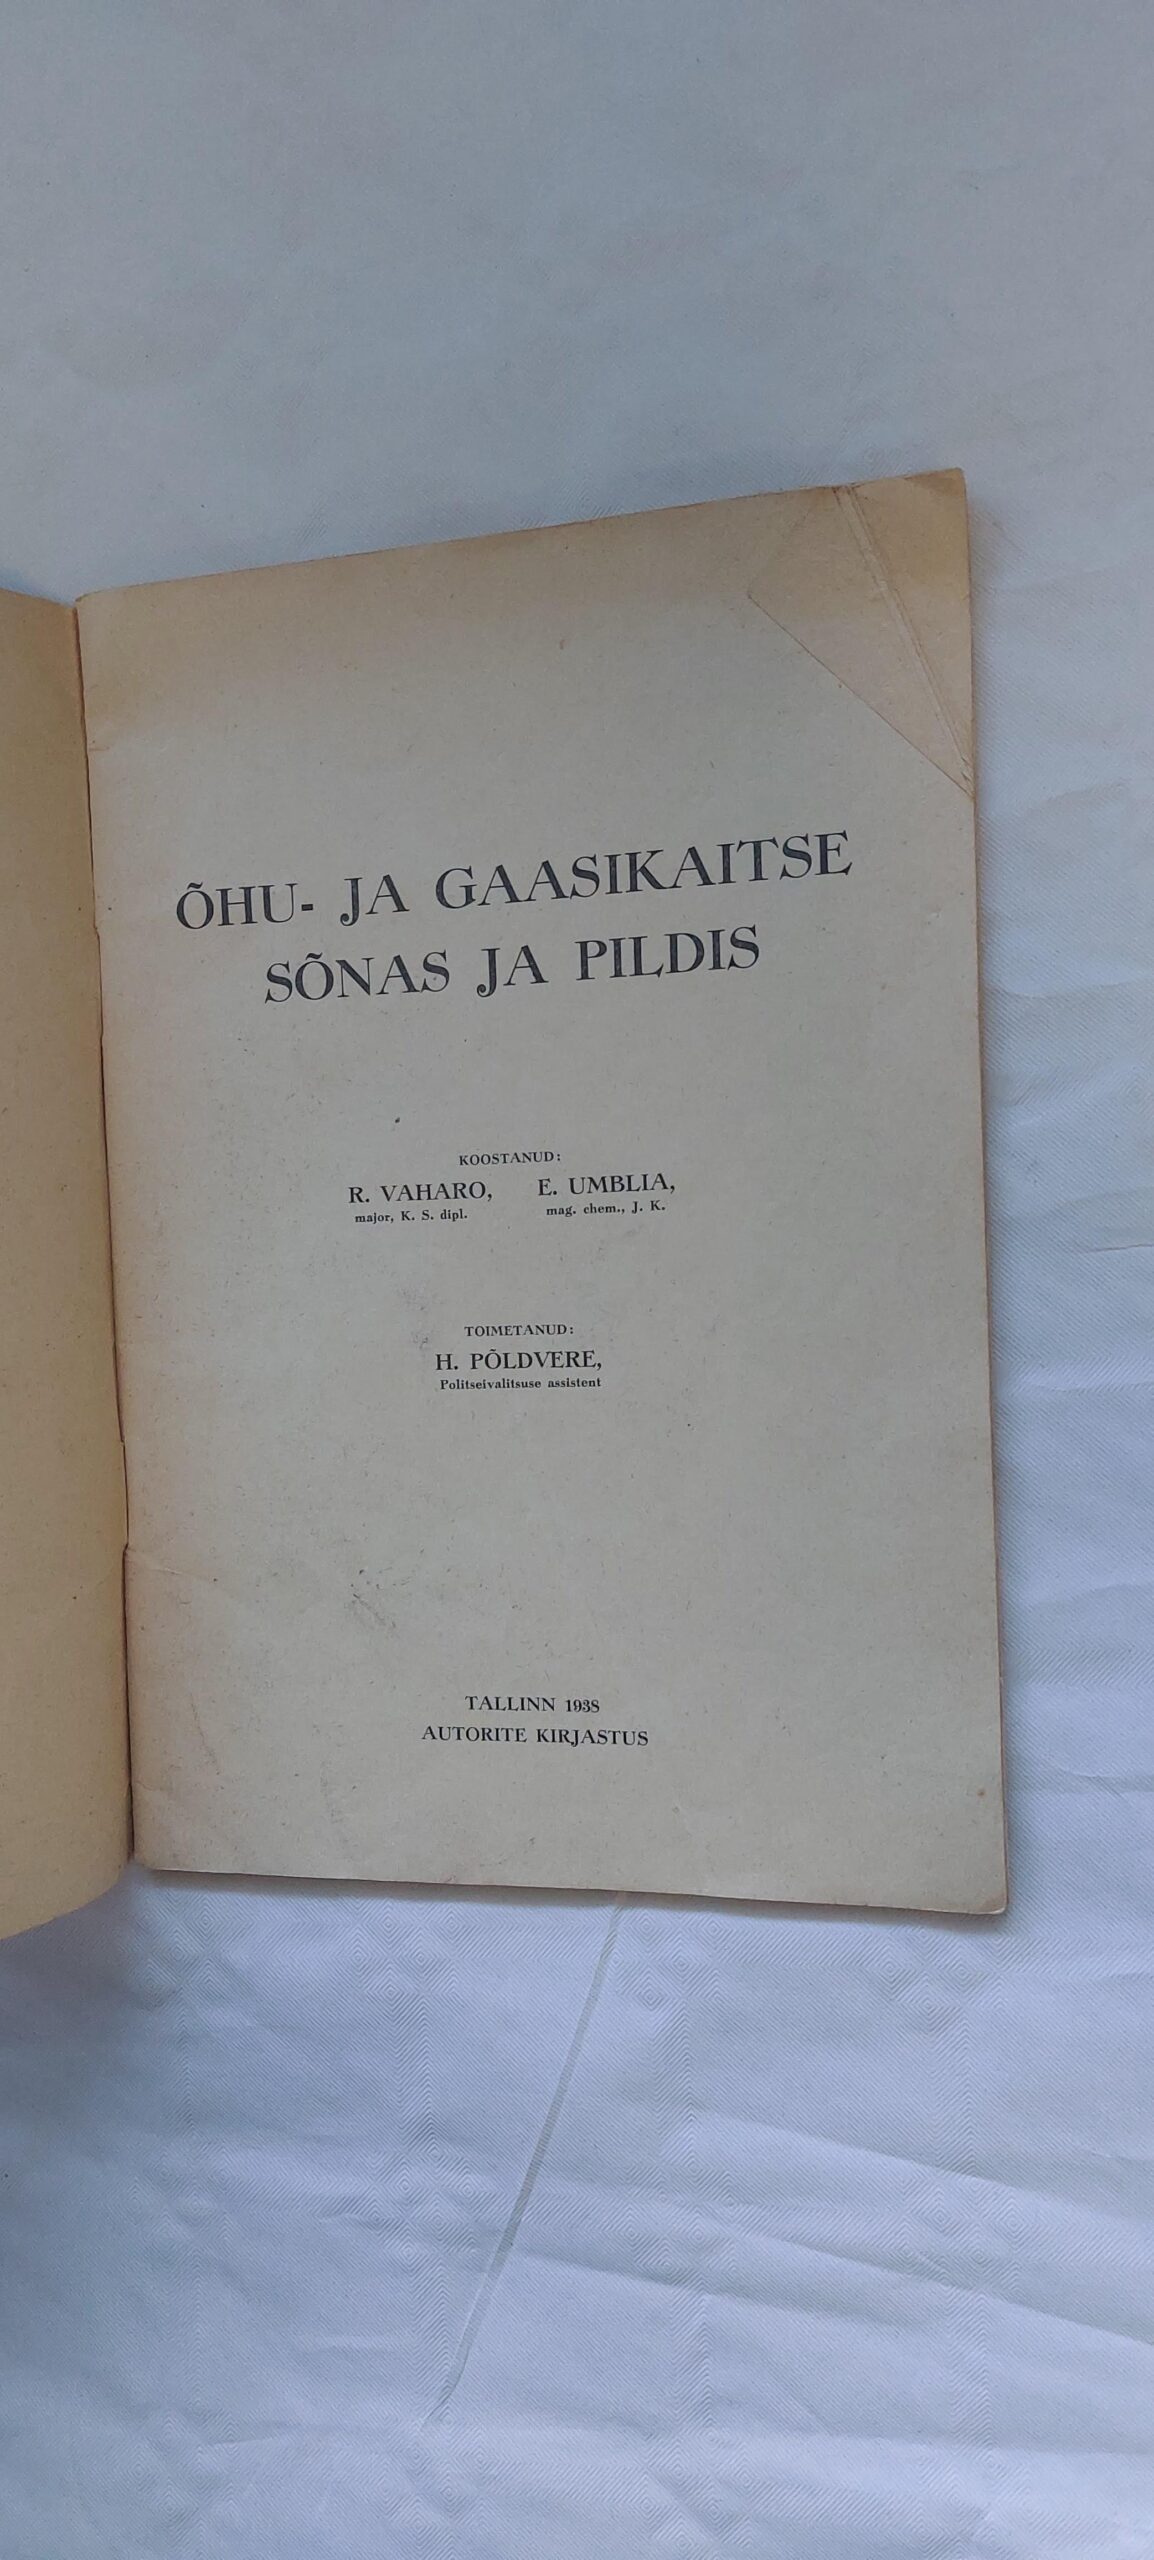 ÕHU- JA GAASIKAITSE
SÕNAS JA PILDIS
KOOSTANUD:
R. VAHARO, E. UMBLIA,
major, K. S. dipl. mag. chem., J. K.
TOIMETANUD:
H. PÕLDVERE,
Politseivalitsuse assistent
TALLINN 1938
AUTORITE KIRJASTUS